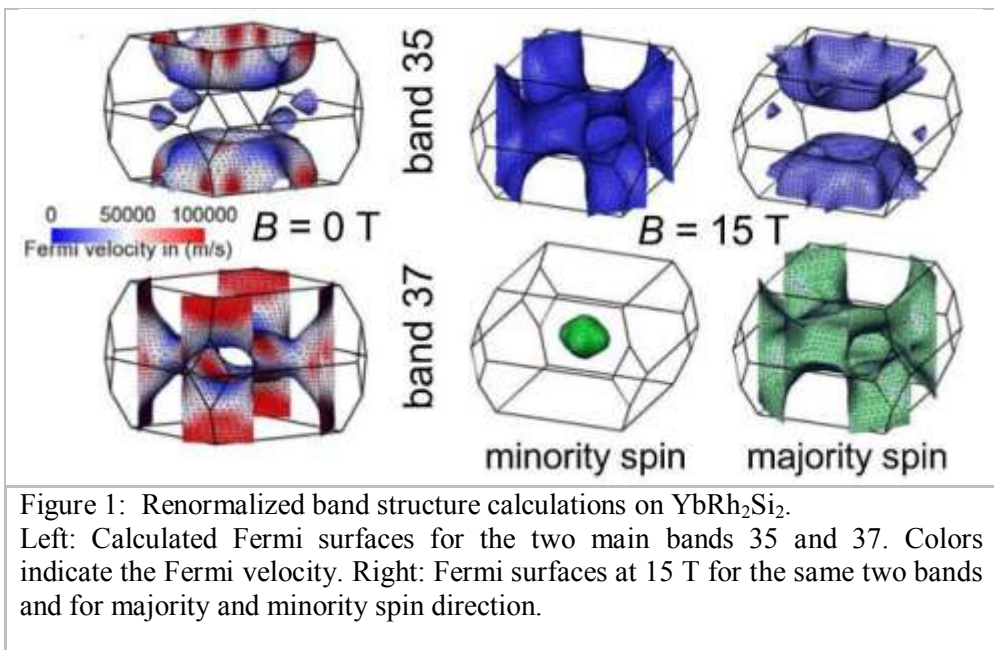 band 35
0 50000 100000
Fermi velocity in (m/s)
B = 0 T
B = 15 T
band 37
minority spin
majority spin
Figure 1: Renormalized band structure calculations on YbRh₂Si₂.
Left: Calculated Fermi surfaces for the two main bands 35 and 37. Colors
indicate the Fermi velocity. Right: Fermi surfaces at 15 T for the same two bands
and for majority and minority spin direction.